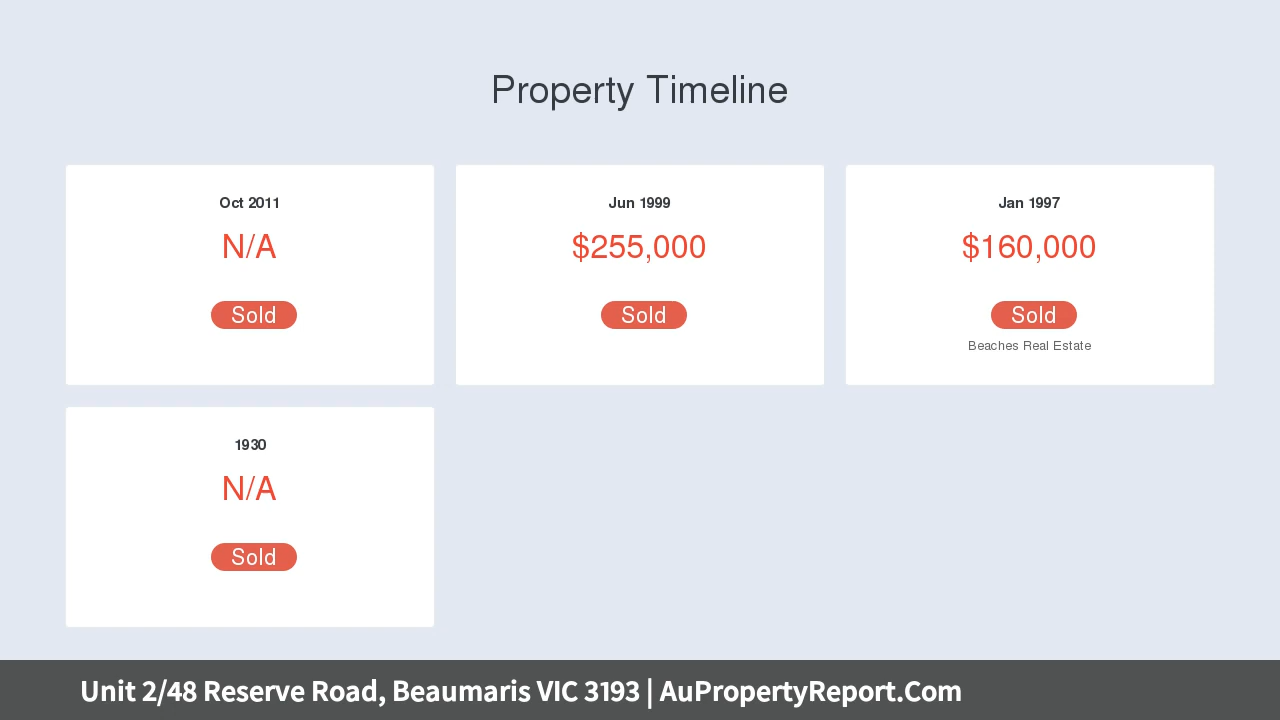 Property Timeline
Oct 2011
N/A
Sold
Jun 1999
$255,000
Sold
Jan 1997
$160,000
Sold
Beaches Real Estate
1930
N/A
Sold
Unit 2/48 Reserve Road, Beaumaris VIC 3193 | AuPropertyReport.Com